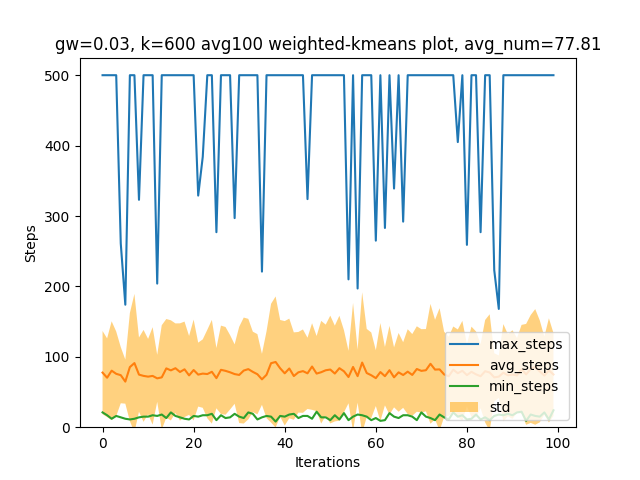 gw=0.03, k=600 avg100 weighted-kmeans plot, avg_num=77.81
500
400
300
200
100
0
Steps
max_steps
avg_steps
min_steps
std
0
20
40
60
80
100
Iterations